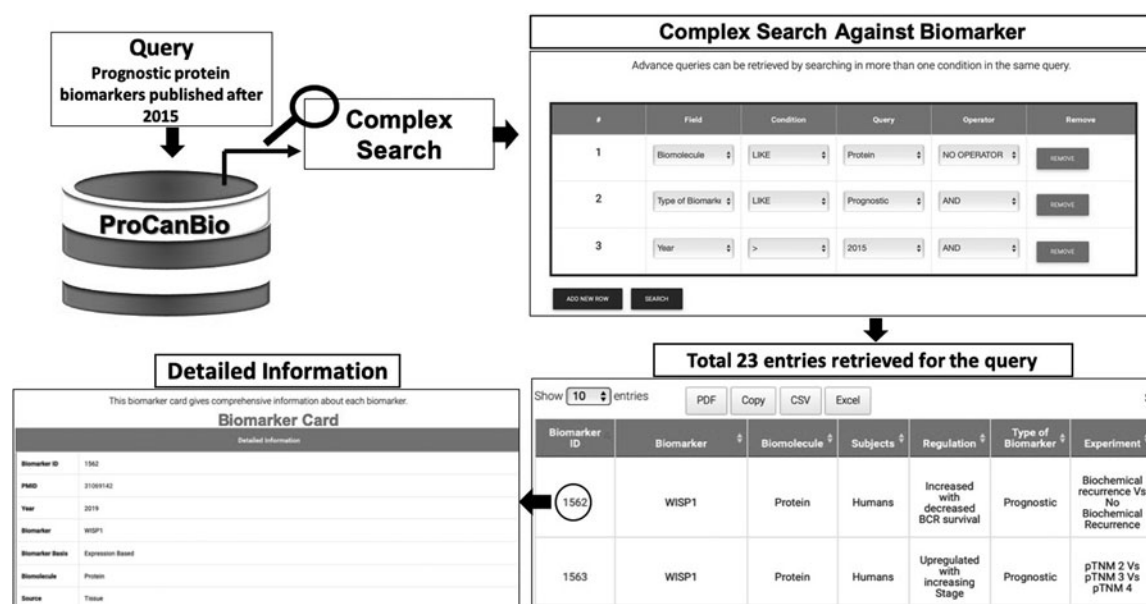 Query
Prognostic protein
biomarkers published after
2015
ProCanBio
Complex
Search
Complex Search Against Biomarker
Advance queries can be retrieved by searching in more than one condition in the same query.
# Field Condition Query Operator Remove
1 Biomolecule LIKE Protein NO OPERATOR REMOVE
2 Type of Biomarke LIKE Prognostic AND REMOVE
3 Year > 2015 AND REMOVE
ADD NEW ROW SEARCH
Total 23 entries retrieved for the query
Show 10 entries PDF Copy CSV Excel
Biomarker ID Biomarker Biomolecule Subjects Regulation Type of Biomarker Experiment
1562 WISP1 Protein Humans Increased with decreased BCR survival Prognostic Biochemical recurrence Vs No Biochemical Recurrence
1563 WISP1 Protein Humans Upregulated with increasing Stage Prognostic pTNM 2 Vs pTNM 3 Vs pTNM 4
Detailed Information
This biomarker card gives comprehensive information about each biomarker.
Biomarker Card
Detailed Information
Biomarker ID 1562
PMID 31069142
Year 2019
Biomarker WISP1
Biomarker Basis Expression Based
Biomolecule Protein
Source Tissue